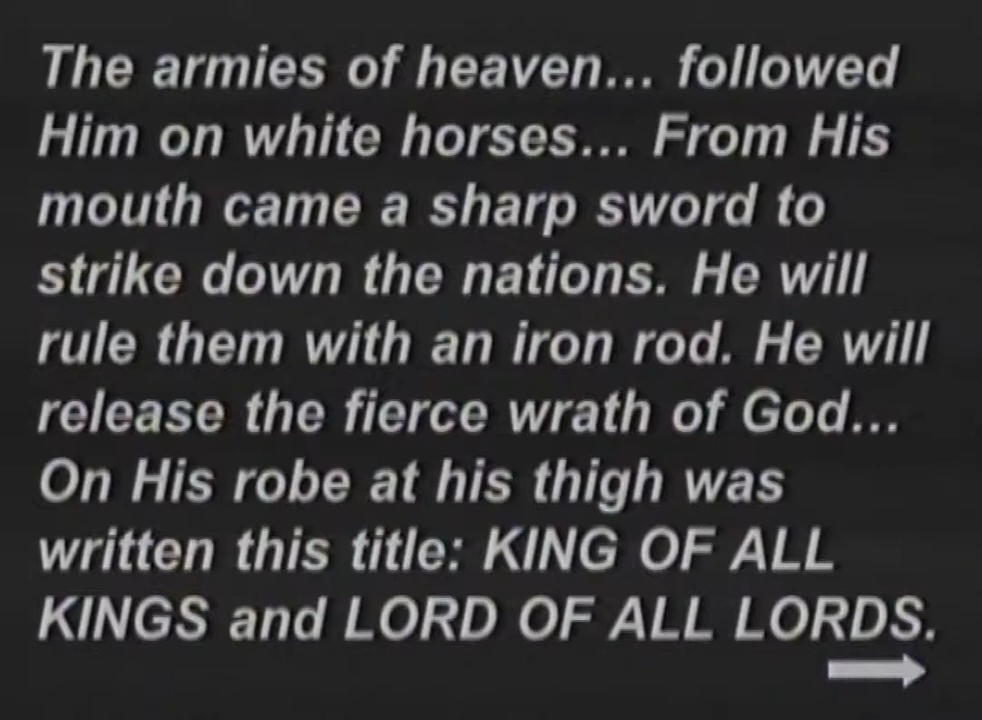 The armies of heaven... followed
Him on white horses... From His
mouth came a sharp sword to
strike down the nations. He will
rule them with an iron rod. He will
release the fierce wrath of God...
On His robe at his thigh was
written this title: KING OF ALL
KINGS and LORD OF ALL LORDS.